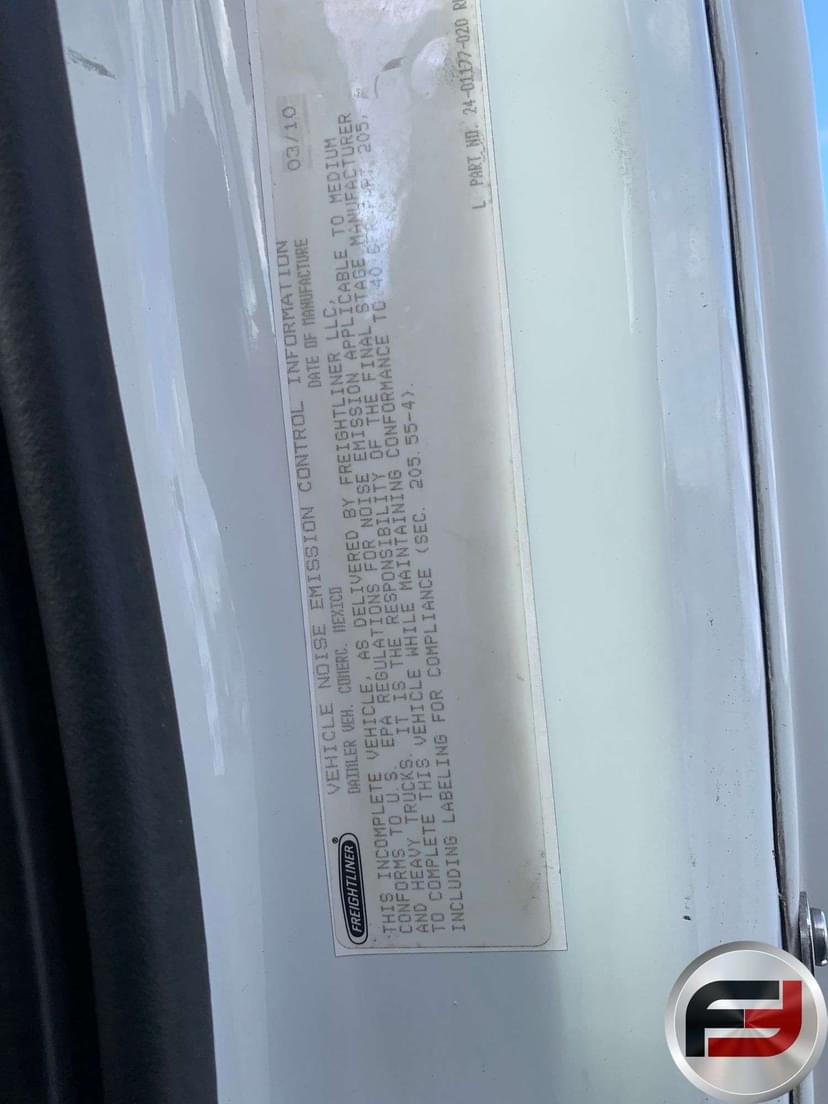 VEHICLE NOISE EMISSION CONTROL INFORMATION
DAIMLER VEH. COMERC. MEXICO DATE OF MANUFACTURE 03/10
FREIGHTLINER®
THIS INCOMPLETE VEHICLE, AS DELIVERED BY FREIGHTLINER LLC,
CONFORMS TO U.S. EPA REGULATIONS FOR NOISE EMISSION APPLICABLE TO MEDIUM
AND HEAVY TRUCKS. IT IS THE RESPONSIBILITY OF THE FINAL STAGE MANUFACTURER
TO COMPLETE THIS VEHICLE WHILE MAINTAINING CONFORMANCE TO 40 CFR PART 205,
INCLUDING LABELING FOR COMPLIANCE (SEC. 205.55-4).
L PART NO. 24-01177-020